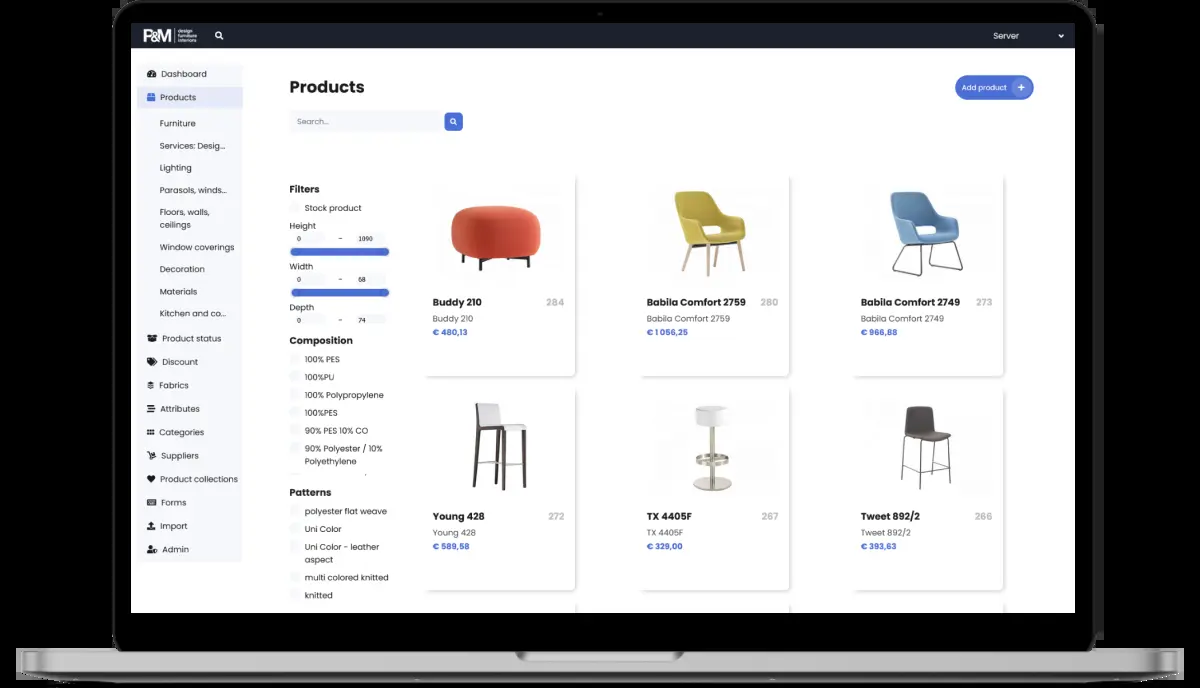 P&M design
furniture
interiors
Server
Dashboard
Products
Furniture
Services: Desig...
Lighting
Parasols, winds...
Floors, walls,
ceilings
Window coverings
Decoration
Materials
Kitchen and co...
Product status
Discount
Fabrics
Attributes
Categories
Suppliers
Product collections
Forms
Import
Admin
Products
Add product +
Search...
Filters
Stock product
Height
0 - 1090
Width
0 - 68
Depth
0 - 74
Composition
100% PES
100%PU
100% Polypropylene
100%PES
90% PES 10% CO
90% Polyester / 10%
Polyethylene
Patterns
polyester flat weave
Uni Color
Uni Color - leather
aspect
multi colored knitted
knitted
Buddy 210 284
Buddy 210
€ 480,13
Babila Comfort 2759 280
Babila Comfort 2759
€ 1 056,25
Babila Comfort 2749 273
Babila Comfort 2749
€ 966,88
Young 428 272
Young 428
€ 589,58
TX 4405F 267
TX 4405F
€ 329,00
Tweet 892/2 266
Tweet 892/2
€ 393,63